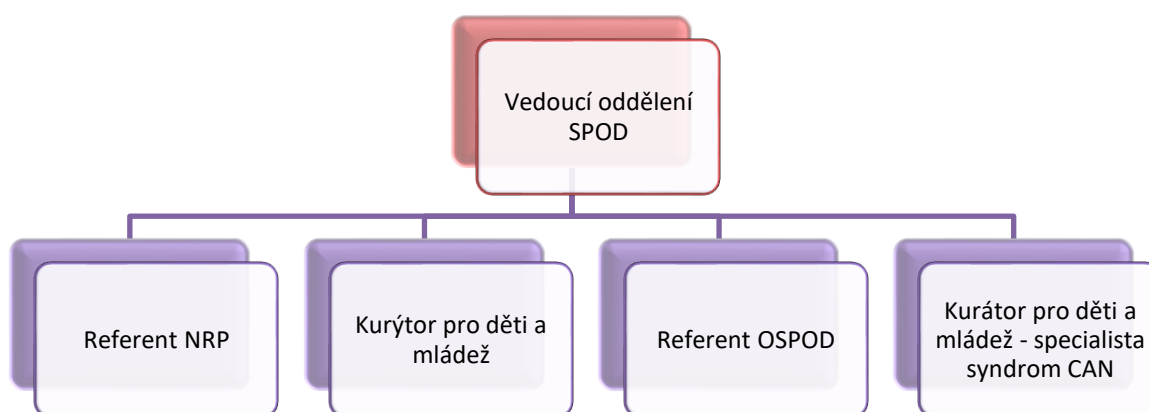 Vedoucí oddělení
SPOD
Referent NRP
Kurýtor pro děti a
mládež
Referent OSPOD
Kurátor pro děti a
mládež - specialista
syndrom CAN